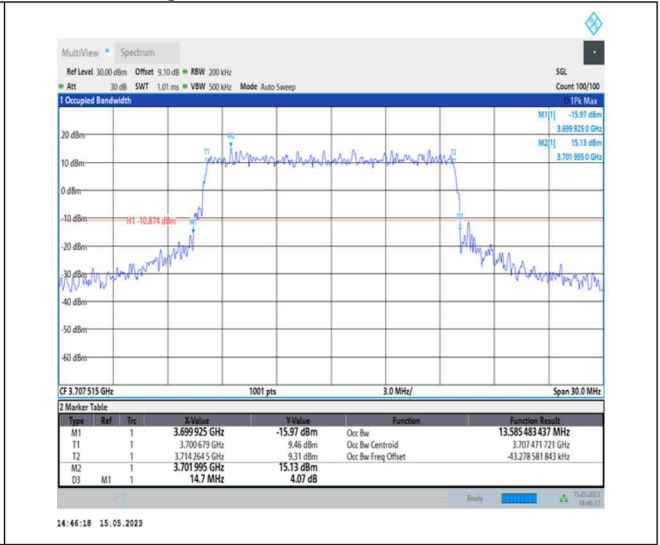 MultiView Spectrum
Ref Level 30.00 dBm Offset 9.10 dB RBW 200 kHz SGL
Att 30 dB SWT 1.01 ms VBW 500 kHz Mode Auto Sweep Count 100/100
1 Occupied Bandwidth 1Pk Max
M1[1] -15.97 dBm
3.699 925 0 GHz
20 dBm M2 M2[1] 15.13 dBm
T1 T2 3.701 995 0 GHz
10 dBm
0 dBm
-10 dBm
H1 -10.874 dBm M1 D3
-20 dBm
-30 dBm
-40 dBm
-50 dBm
-60 dBm
CF 3.707 515 GHz 1001 pts 3.0 MHz/ Span 30.0 MHz
2 Marker Table
Type Ref Trc X-Value Y-Value Function Function Result
M1 1 3.699 925 GHz -15.97 dBm Occ Bw 13.585 483 437 MHz
T1 1 3.700 679 GHz 9.46 dBm Occ Bw Centroid 3.707 471 721 GHz
T2 1 3.714 264 5 GHz 9.31 dBm Occ Bw Freq Offset -43.278 581 843 kHz
M2 1 3.701 995 GHz 15.13 dBm
D3 M1 1 14.7 MHz 4.07 dB
Ready 15.05.2023
14:46:17
14:46:18 15.05.2023